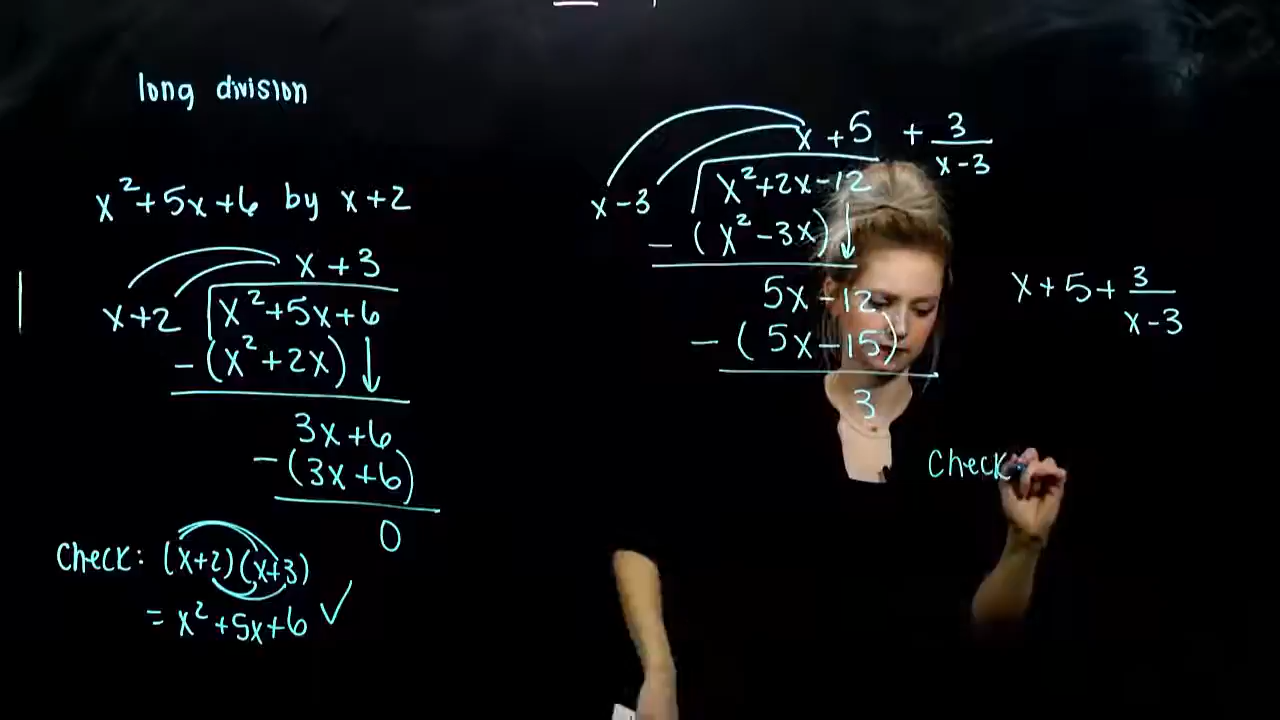 long division
x²+5x+6 by x+2
x+3
x+2 x²+5x+6
-(x²+2x) ↓
3x+6
-(3x+6)
0
Check: (x+2)(x+3)
= x²+5x+6 ✓
x+5 + 3/(x-3)
x-3 x²+2x-12
-(x²-3x) ↓
5x-12
-(5x-15)
3
x+5+ 3/(x-3)
Check